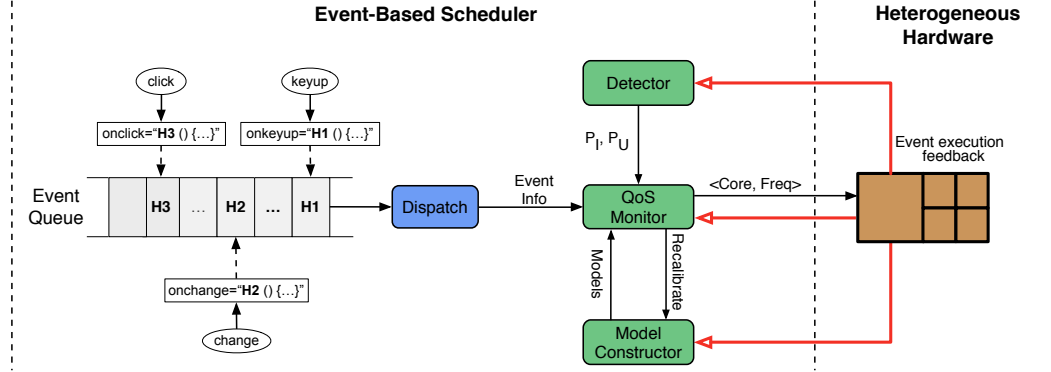 Event-Based Scheduler
Heterogeneous
Hardware
click
keyup
Detector
onclick="H3 () {...}"
onkeyup="H1 () {...}"
P_I, P_U
Event execution
feedback
Event
Queue
H3
...
H2
...
H1
Dispatch
Event
Info
QoS
Monitor
<Core, Freq>
onchange="H2 () {...}"
change
Models
Recalibrate
Model
Constructor